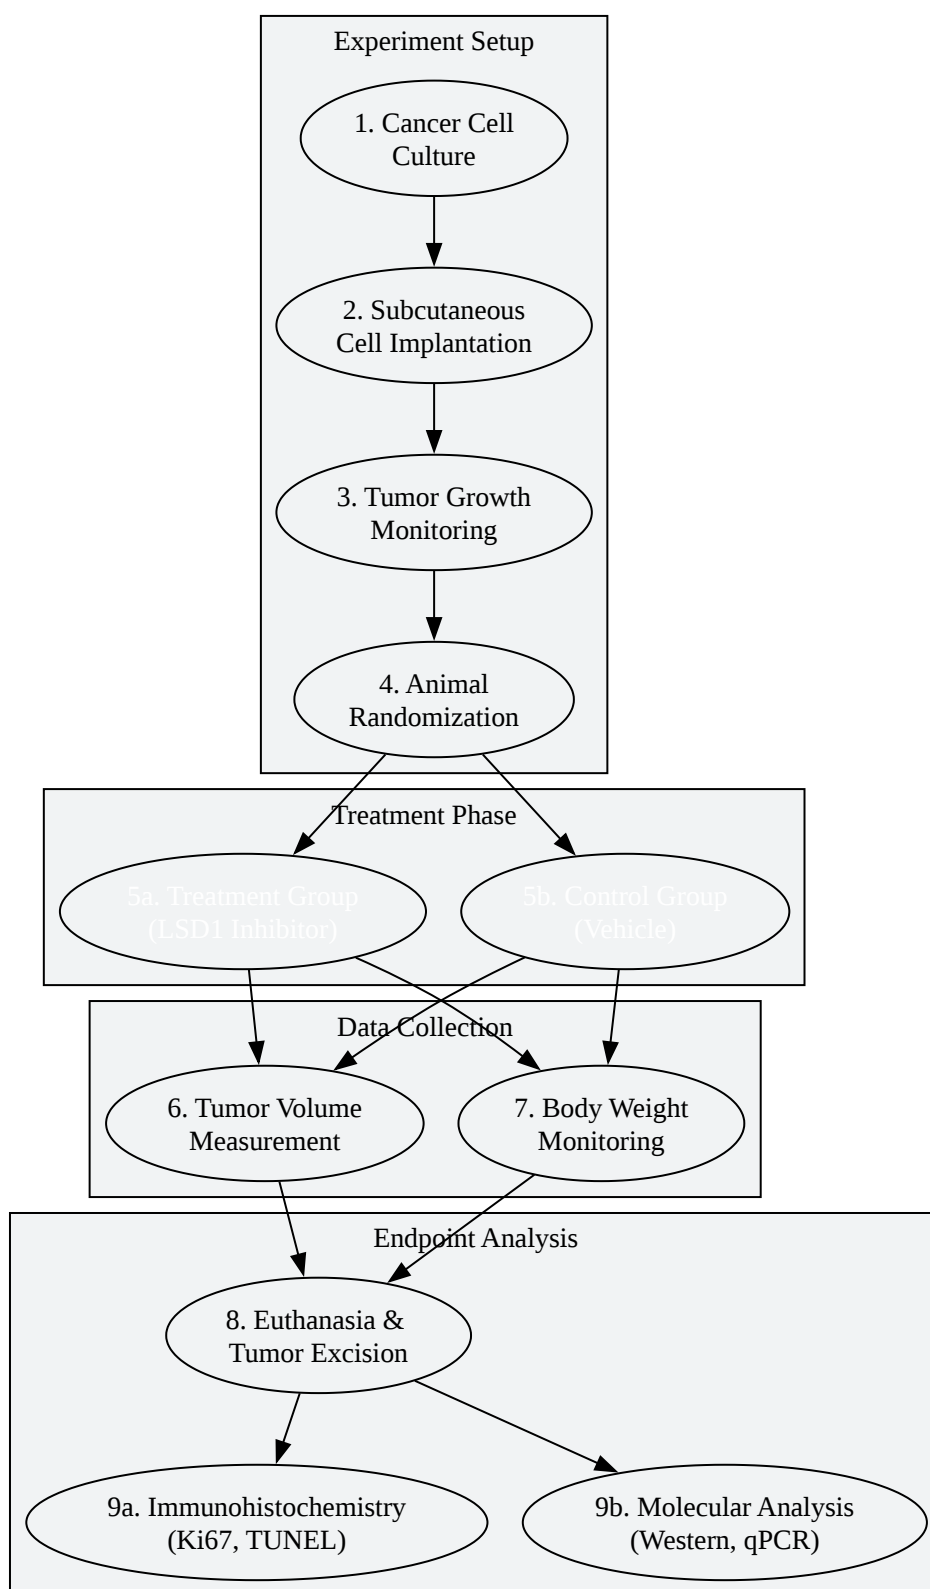 Experiment Setup
1. Cancer Cell
Culture
2. Subcutaneous
Cell Implantation
3. Tumor Growth
Monitoring
4. Animal
Randomization
Treatment Phase
5a. Treatment Group
(LSD1 Inhibitor)
5b. Control Group
(Vehicle)
Data Collection
6. Tumor Volume
Measurement
7. Body Weight
Monitoring
Endpoint Analysis
8. Euthanasia &
Tumor Excision
9a. Immunohistochemistry
(Ki67, TUNEL)
9b. Molecular Analysis
(Western, qPCR)